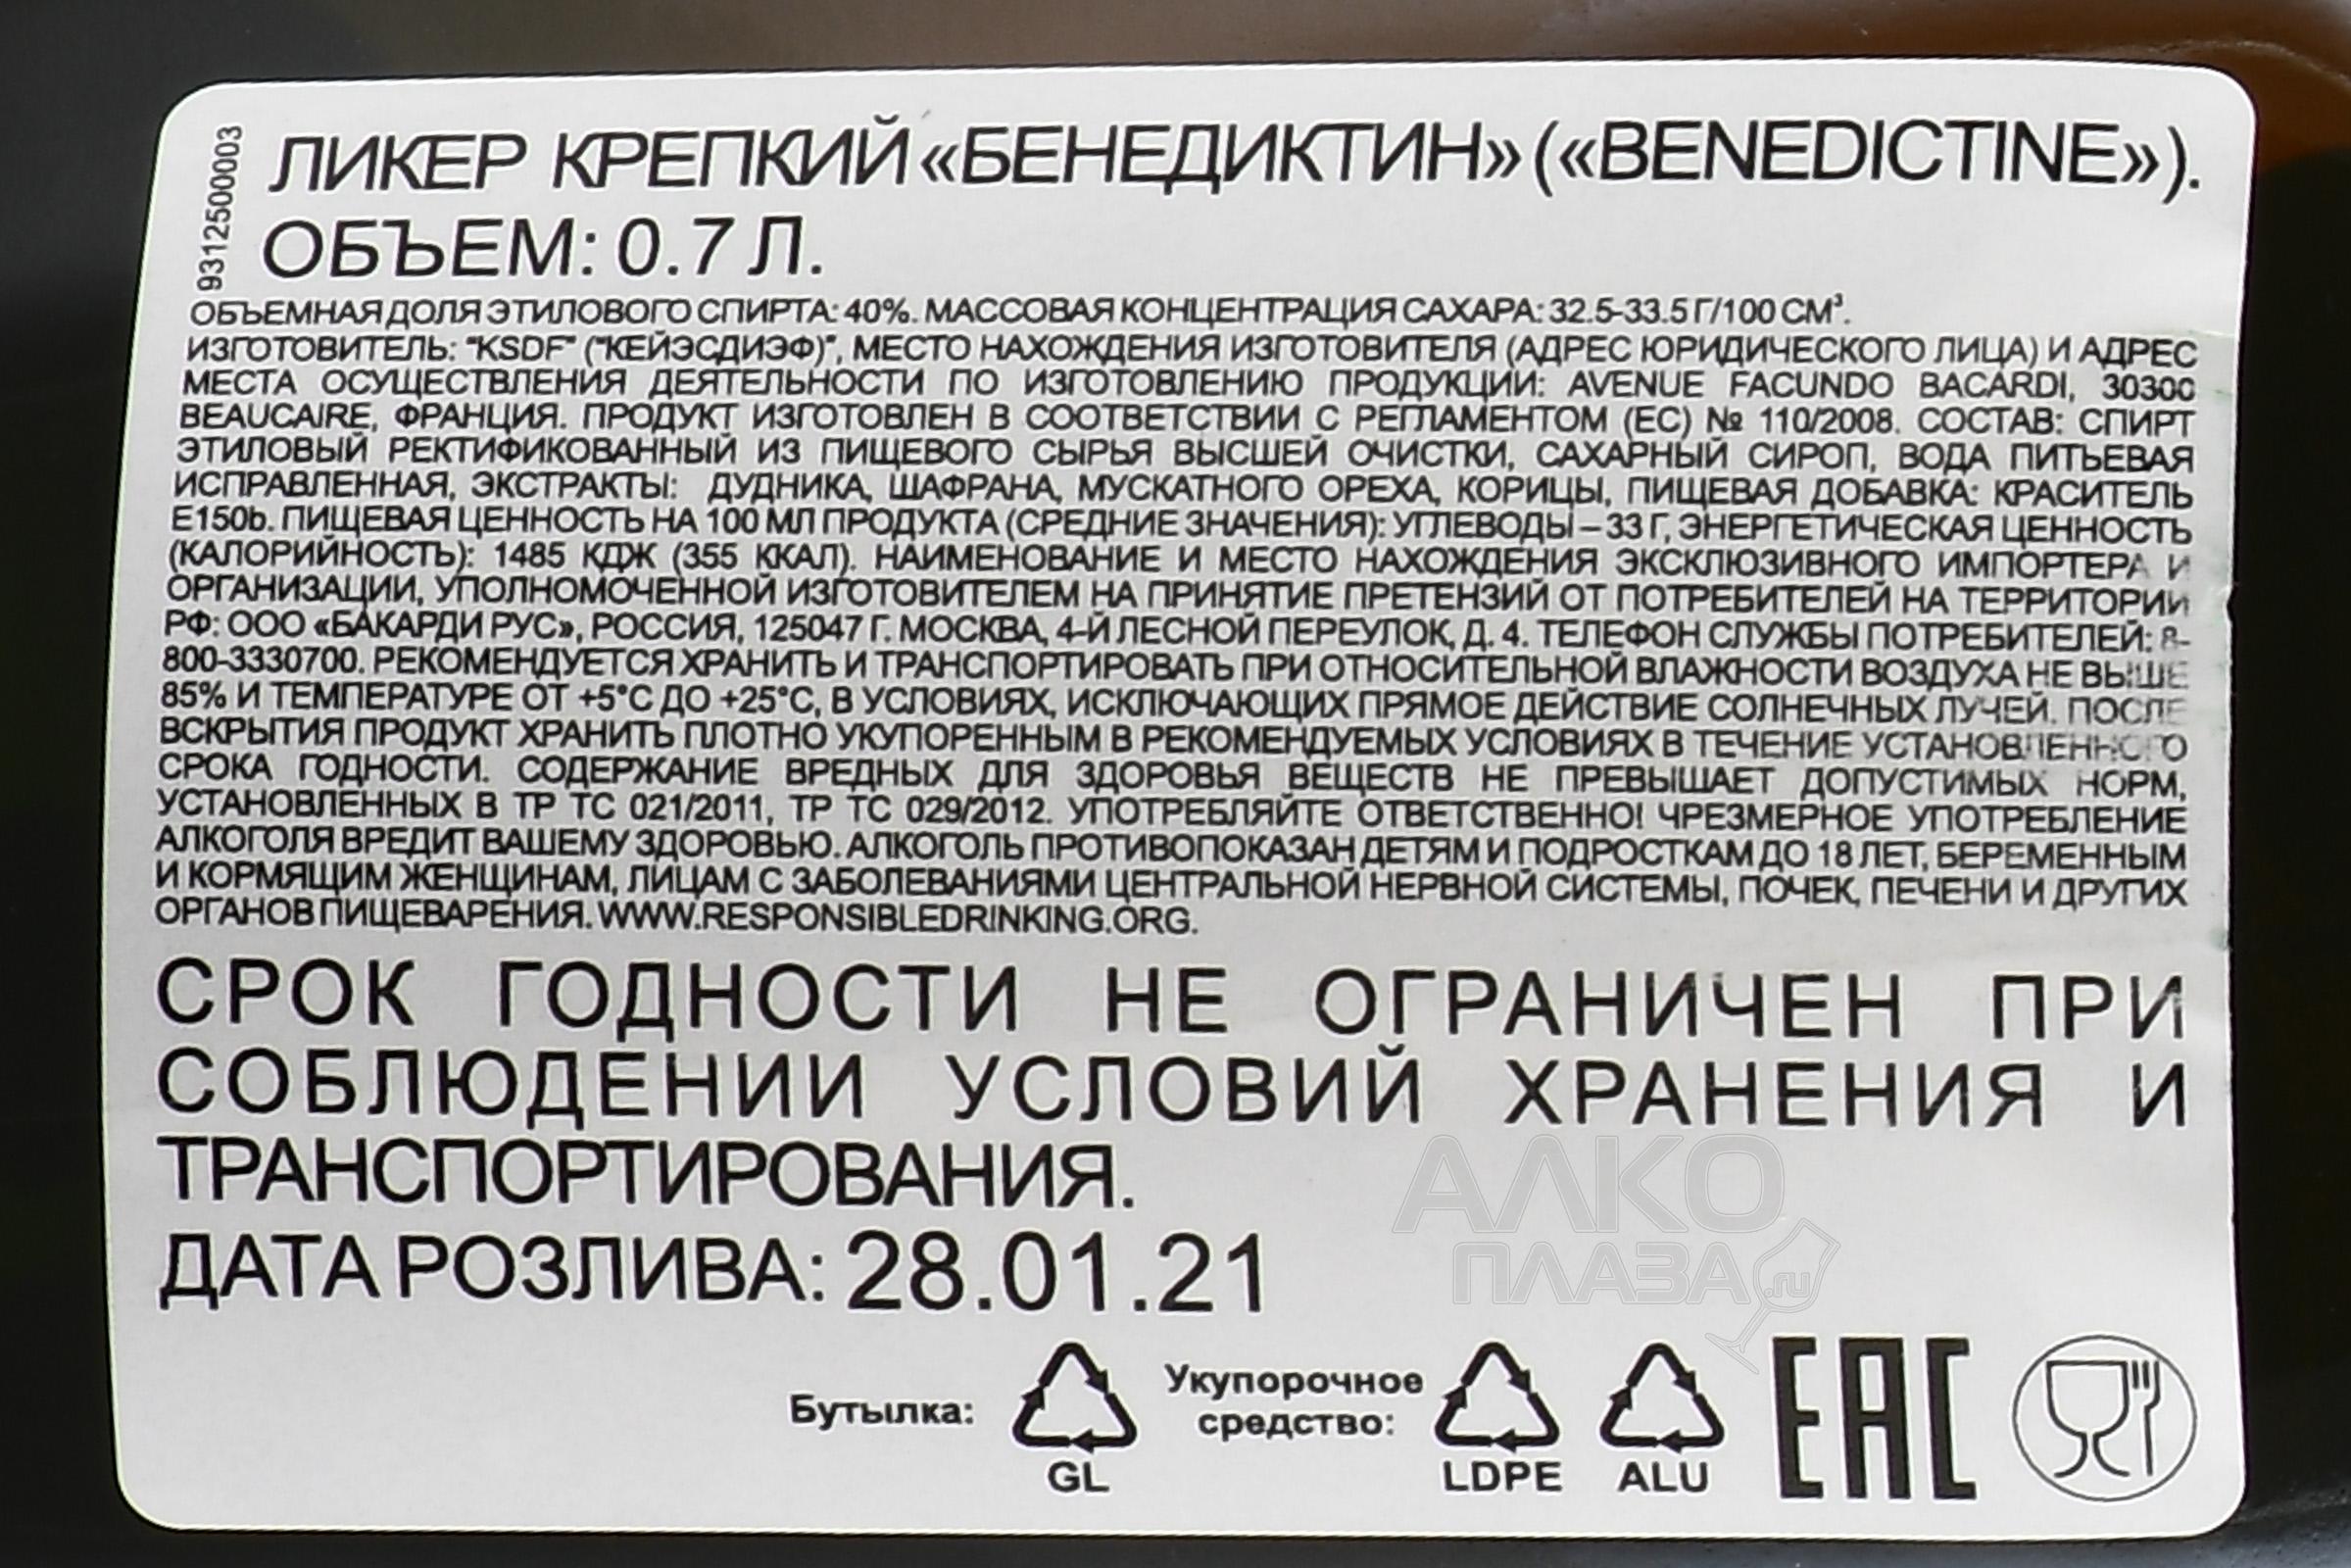 93125000003
ЛИКЕР КРЕПКИЙ «БЕНЕДИКТИН» («BENEDICTINE»).
ОБЪЕМ: 0.7 Л.
ОБЪЕМНАЯ ДОЛЯ ЭТИЛОВОГО СПИРТА: 40%. МАССОВАЯ КОНЦЕНТРАЦИЯ САХАРА: 32.5-33.5 Г/100 СМ³.
ИЗГОТОВИТЕЛЬ: "KSDF" ("КЕЙЭСДИЭФ)", МЕСТО НАХОЖДЕНИЯ ИЗГОТОВИТЕЛЯ (АДРЕС ЮРИДИЧЕСКОГО ЛИЦА) И АДРЕС
МЕСТА ОСУЩЕСТВЛЕНИЯ ДЕЯТЕЛЬНОСТИ ПО ИЗГОТОВЛЕНИЮ ПРОДУКЦИИ: AVENUE FACUNDO BACARDI, 30300
BEAUCAIRE, ФРАНЦИЯ. ПРОДУКТ ИЗГОТОВЛЕН В СООТВЕТСТВИИ С РЕГЛАМЕНТОМ (ЕС) № 110/2008. СОСТАВ: СПИРТ
ЭТИЛОВЫЙ РЕКТИФИКОВАННЫЙ ИЗ ПИЩЕВОГО СЫРЬЯ ВЫСШЕЙ ОЧИСТКИ, САХАРНЫЙ СИРОП, ВОДА ПИТЬЕВАЯ
ИСПРАВЛЕННАЯ, ЭКСТРАКТЫ: ДУДНИКА, ШАФРАНА, МУСКАТНОГО ОРЕХА, КОРИЦЫ, ПИЩЕВАЯ ДОБАВКА: КРАСИТЕЛЬ
Е150b. ПИЩЕВАЯ ЦЕННОСТЬ НА 100 МЛ ПРОДУКТА (СРЕДНИЕ ЗНАЧЕНИЯ): УГЛЕВОДЫ – 33 Г, ЭНЕРГЕТИЧЕСКАЯ ЦЕННОСТЬ
(КАЛОРИЙНОСТЬ): 1485 КДЖ (355 ККАЛ). НАИМЕНОВАНИЕ И МЕСТО НАХОЖДЕНИЯ ЭКСКЛЮЗИВНОГО ИМПОРТЕРА И
ОРГАНИЗАЦИИ, УПОЛНОМОЧЕННОЙ ИЗГОТОВИТЕЛЕМ НА ПРИНЯТИЕ ПРЕТЕНЗИЙ ОТ ПОТРЕБИТЕЛЕЙ НА ТЕРРИТОРИИ
РФ: ООО «БАКАРДИ РУС», РОССИЯ, 125047 Г. МОСКВА, 4-Й ЛЕСНОЙ ПЕРЕУЛОК, Д. 4. ТЕЛЕФОН СЛУЖБЫ ПОТРЕБИТЕЛЕЙ: 8-
800-3330700. РЕКОМЕНДУЕТСЯ ХРАНИТЬ И ТРАНСПОРТИРОВАТЬ ПРИ ОТНОСИТЕЛЬНОЙ ВЛАЖНОСТИ ВОЗДУХА НЕ ВЫШЕ
85% И ТЕМПЕРАТУРЕ ОТ +5°С ДО +25°С, В УСЛОВИЯХ, ИСКЛЮЧАЮЩИХ ПРЯМОЕ ДЕЙСТВИЕ СОЛНЕЧНЫХ ЛУЧЕЙ. ПОСЛЕ
ВСКРЫТИЯ ПРОДУКТ ХРАНИТЬ ПЛОТНО УКУПОРЕННЫМ В РЕКОМЕНДУЕМЫХ УСЛОВИЯХ В ТЕЧЕНИЕ УСТАНОВЛЕННОГО
СРОКА ГОДНОСТИ. СОДЕРЖАНИЕ ВРЕДНЫХ ДЛЯ ЗДОРОВЬЯ ВЕЩЕСТВ НЕ ПРЕВЫШАЕТ ДОПУСТИМЫХ НОРМ,
УСТАНОВЛЕННЫХ В ТР ТС 021/2011, ТР ТС 029/2012. УПОТРЕБЛЯЙТЕ ОТВЕТСТВЕННО! ЧРЕЗМЕРНОЕ УПОТРЕБЛЕНИЕ
АЛКОГОЛЯ ВРЕДИТ ВАШЕМУ ЗДОРОВЬЮ. АЛКОГОЛЬ ПРОТИВОПОКАЗАН ДЕТЯМ И ПОДРОСТКАМ ДО 18 ЛЕТ, БЕРЕМЕННЫМ
И КОРМЯЩИМ ЖЕНЩИНАМ, ЛИЦАМ С ЗАБОЛЕВАНИЯМИ ЦЕНТРАЛЬНОЙ НЕРВНОЙ СИСТЕМЫ, ПОЧЕК, ПЕЧЕНИ И ДРУГИХ
ОРГАНОВ ПИЩЕВАРЕНИЯ. WWW.RESPONSIBLEDRINKING.ORG.
СРОК ГОДНОСТИ НЕ ОГРАНИЧЕН ПРИ
СОБЛЮДЕНИИ УСЛОВИЙ ХРАНЕНИЯ И
ТРАНСПОРТИРОВАНИЯ.
ДАТА РОЗЛИВА: 28.01.21
АЛКО
ПЛАЗА.ru
Бутылка:
GL
Укупорочное
средство:
LDPE
ALU
EAC